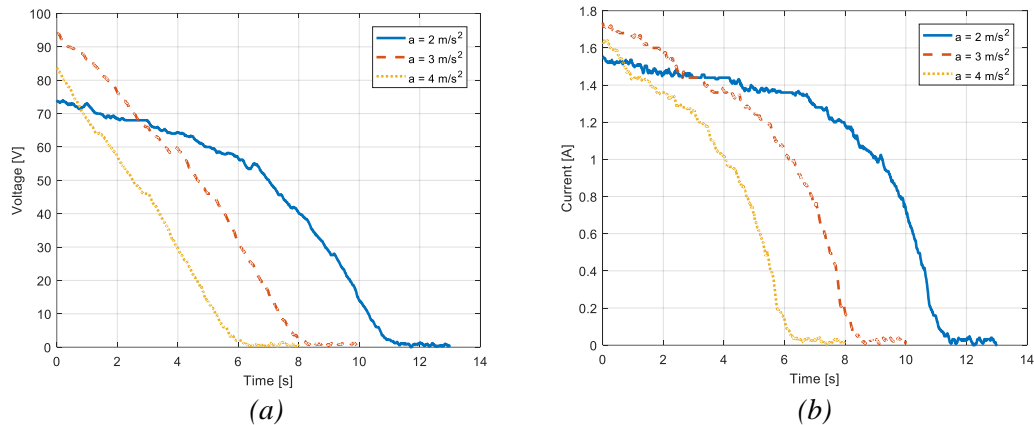 100
90
80
70
60
50
40
30
20
10
0
Voltage [V]
0 2 4 6 8 10 12 14
Time [s]
a = 2 m/s²
a = 3 m/s²
a = 4 m/s²
(a)
1.8
1.6
1.4
1.2
1
0.8
0.6
0.4
0.2
0
Current [A]
0 2 4 6 8 10 12 14
Time [s]
a = 2 m/s²
a = 3 m/s²
a = 4 m/s²
(b)